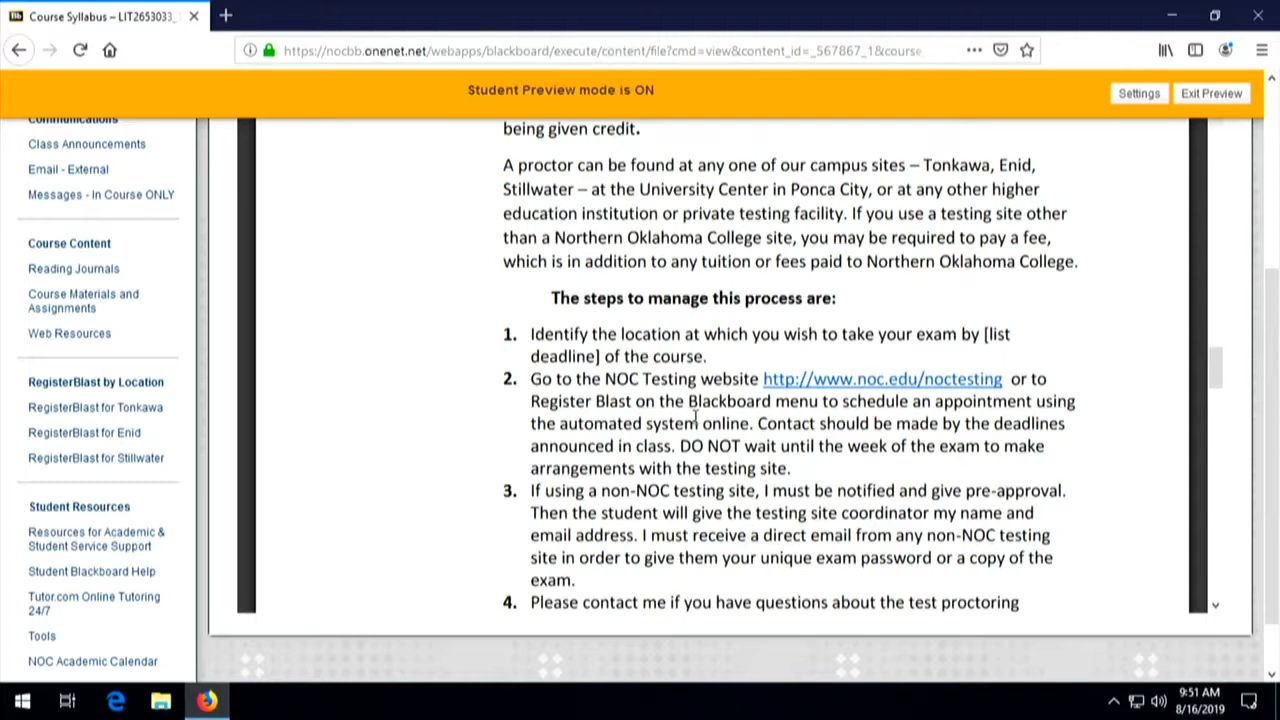 Course Syllabus – LIT2653033_
https://nocbb.onenet.net/webapps/blackboard/execute/content/file?cmd=view&content_id=_567867_1&course_
Student Preview mode is ON
Settings
Exit Preview
Communications
Class Announcements
Email - External
Messages - In Course ONLY
Course Content
Reading Journals
Course Materials and
Assignments
Web Resources
RegisterBlast by Location
RegisterBlast for Tonkawa
RegisterBlast for Enid
RegisterBlast for Stillwater
Student Resources
Resources for Academic &
Student Service Support
Student Blackboard Help
Tutor.com Online Tutoring
24/7
Tools
NOC Academic Calendar
being given credit.
A proctor can be found at any one of our campus sites – Tonkawa, Enid,
Stillwater – at the University Center in Ponca City, or at any other higher
education institution or private testing facility. If you use a testing site other
than a Northern Oklahoma College site, you may be required to pay a fee,
which is in addition to any tuition or fees paid to Northern Oklahoma College.
The steps to manage this process are:
1. Identify the location at which you wish to take your exam by [list
deadline] of the course.
2. Go to the NOC Testing website http://www.noc.edu/noctesting or to
Register Blast on the Blackboard menu to schedule an appointment using
the automated system online. Contact should be made by the deadlines
announced in class. DO NOT wait until the week of the exam to make
arrangements with the testing site.
3. If using a non-NOC testing site, I must be notified and give pre-approval.
Then the student will give the testing site coordinator my name and
email address. I must receive a direct email from any non-NOC testing
site in order to give them your unique exam password or a copy of the
exam.
4. Please contact me if you have questions about the test proctoring
9:51 AM
8/16/2019